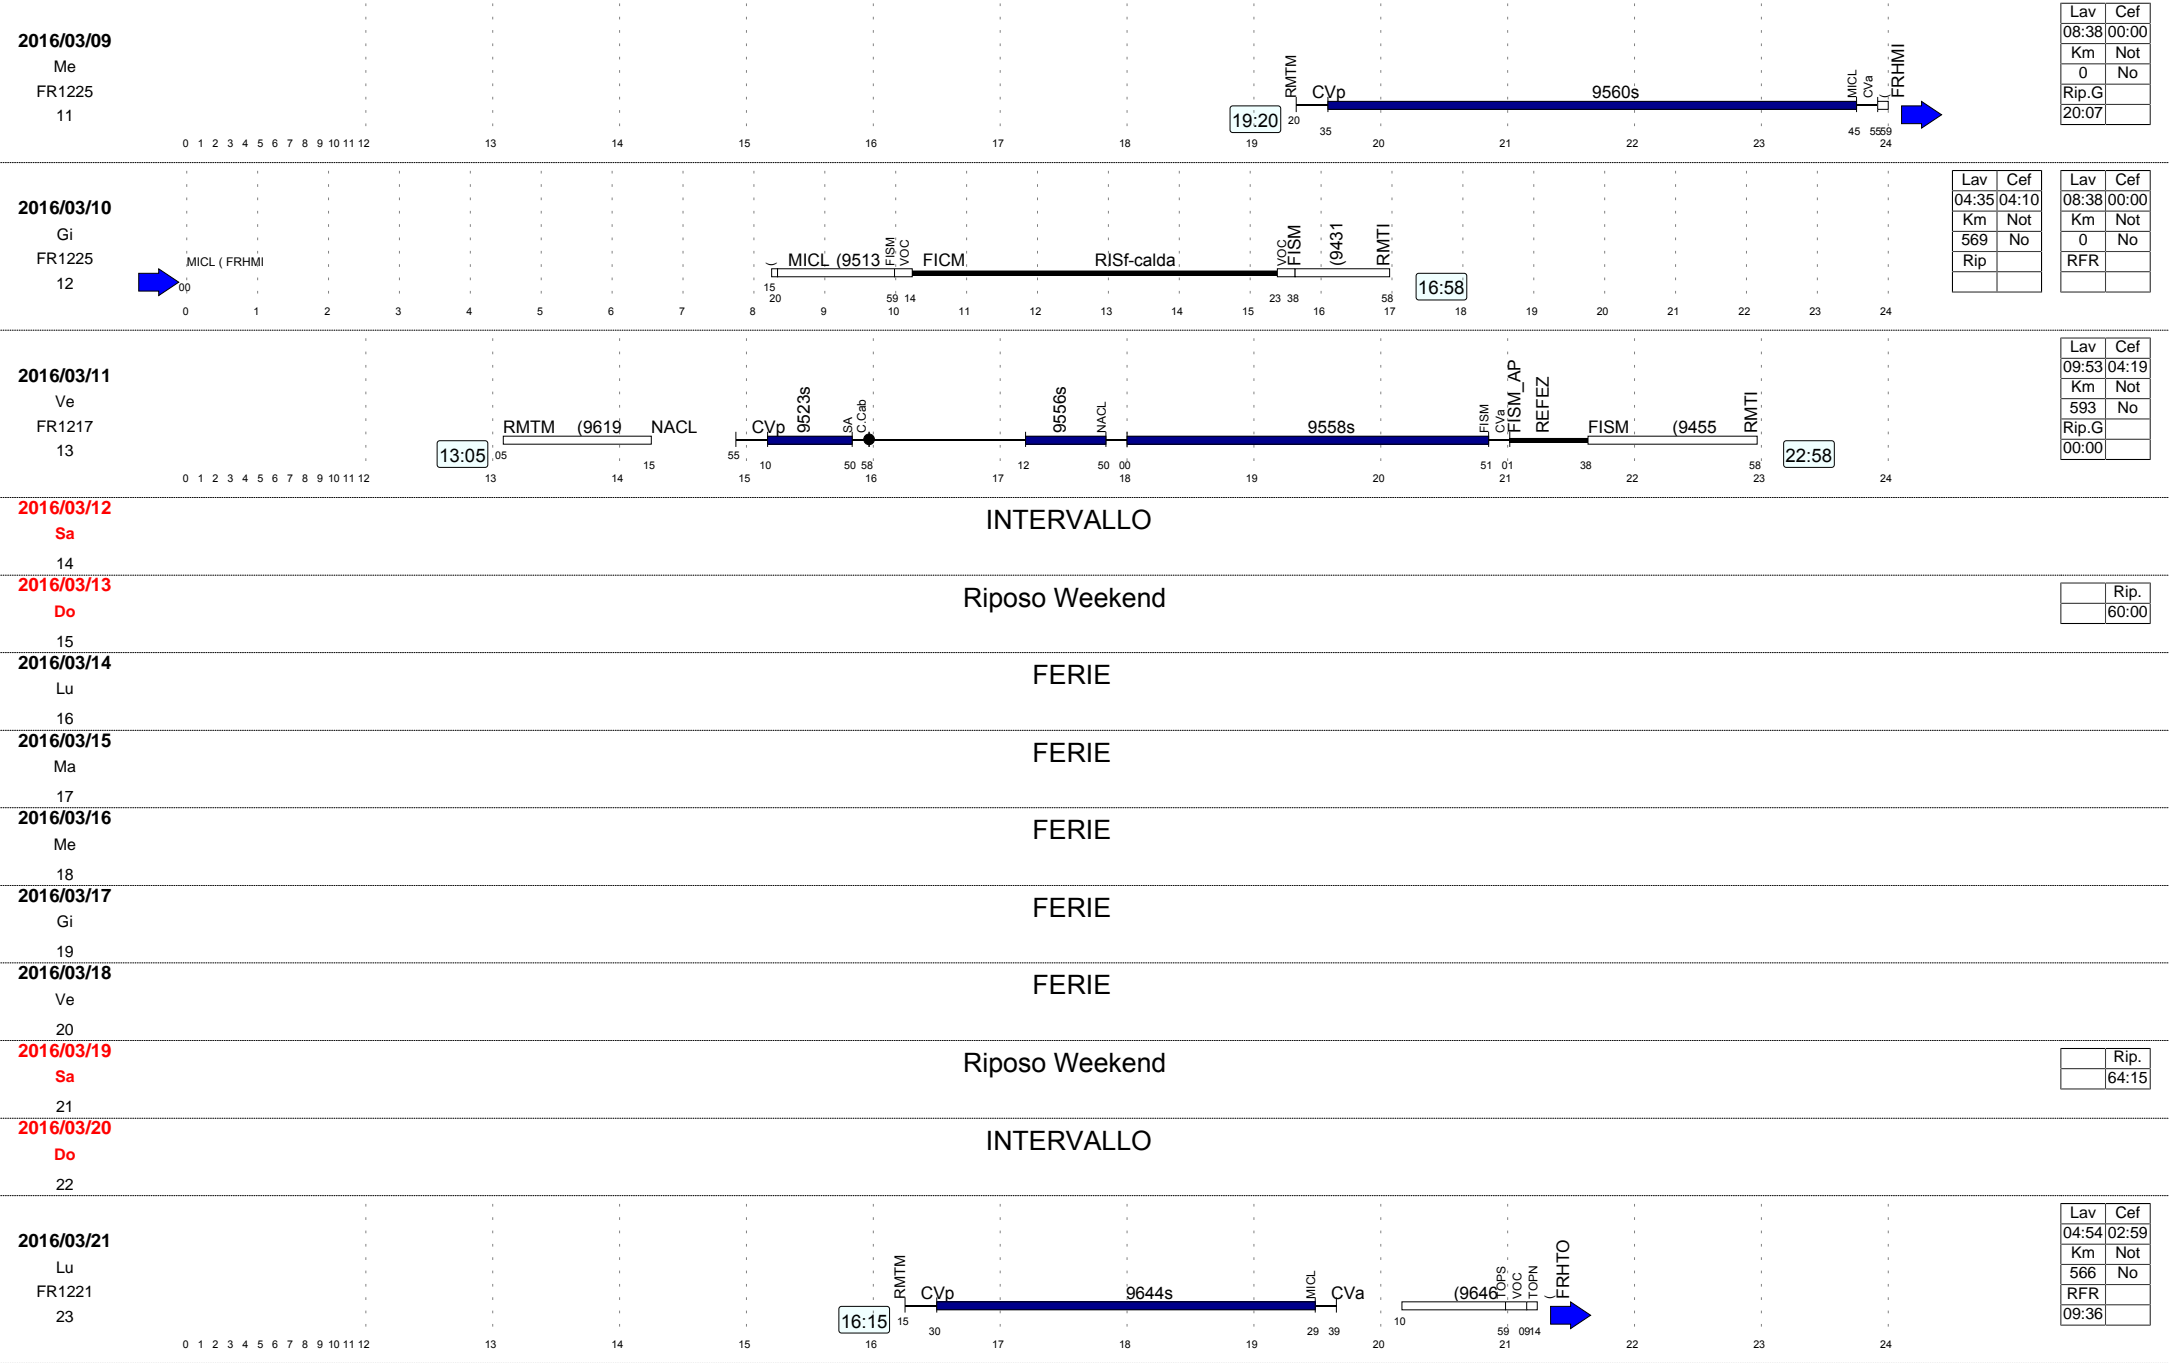 2016/03/09
Me
FR1225
11
19:20
RMTM
CVp
9560s
MICL
CVa
(
FRHMI
20 35 45 55 59
0 1 2 3 4 5 6 7 8 9 10 11 12 13 14 15 16 17 18 19 20 21 22 23 24
Lav Cef
08:38 00:00
Km Not
0 No
Rip.G
20:07
2016/03/10
Gi
FR1225
12
MICL ( FRHMI
00
(
MICL (9513
FISM
VOC
FICM
RISf-calda
VOC
FISM
(9431
RMTI
16:58
15 20 59 14 23 38 58
0 1 2 3 4 5 6 7 8 9 10 11 12 13 14 15 16 17 18 19 20 21 22 23 24
Lav Cef
04:35 04:10
Km Not
569 No
Rip
Lav Cef
08:38 00:00
Km Not
0 No
RFR
2016/03/11
Ve
FR1217
13
13:05
RMTM (9619 NACL
CVp
9523s
SA
C.Cab
9556s
NACL
9558s
FISM
CVa
FISM_AP
REFEZ
FISM (9455
RMTI
22:58
05 15 55 10 50 58 12 50 00 51 01 38 58
0 1 2 3 4 5 6 7 8 9 10 11 12 13 14 15 16 17 18 19 20 21 22 23 24
Lav Cef
09:53 04:19
Km Not
593 No
Rip.G
00:00
2016/03/12
Sa
14
INTERVALLO
2016/03/13
Do
15
Riposo Weekend
Rip.
60:00
2016/03/14
Lu
16
FERIE
2016/03/15
Ma
17
FERIE
2016/03/16
Me
18
FERIE
2016/03/17
Gi
19
FERIE
2016/03/18
Ve
20
FERIE
2016/03/19
Sa
21
Riposo Weekend
Rip.
64:15
2016/03/20
Do
22
INTERVALLO
2016/03/21
Lu
FR1221
23
16:15
RMTM
CVp
9644s
MICL
CVa
(9646
TOPS
VOC
TOPN
(
FRHTO
15 30 29 39 10 59 09 14
0 1 2 3 4 5 6 7 8 9 10 11 12 13 14 15 16 17 18 19 20 21 22 23 24
Lav Cef
04:54 02:59
Km Not
566 No
RFR
09:36